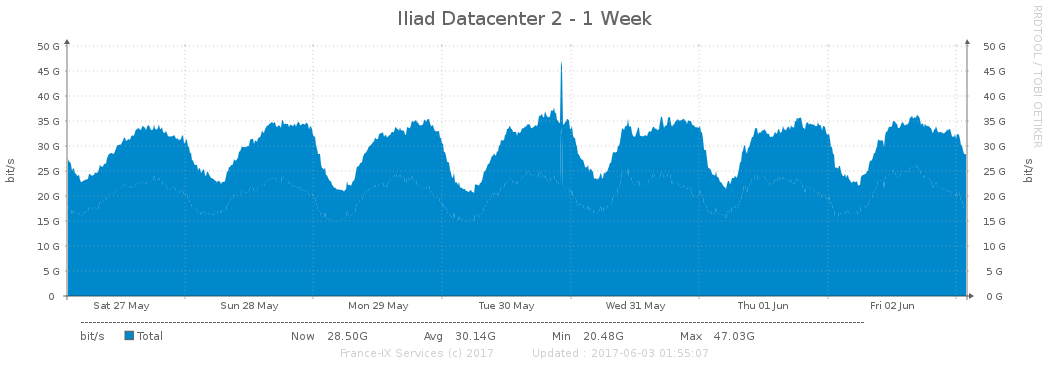 Iliad Datacenter 2 - 1 Week
RRDTOOL / TOBI OETIKER
bit/s
50 G 50 G
45 G 45 G
40 G 40 G
35 G 35 G
30 G 30 G
25 G 25 G
20 G 20 G
15 G 15 G
10 G 10 G
5 G 5 G
0 0 G
bit/s
Sat 27 May Sun 28 May Mon 29 May Tue 30 May Wed 31 May Thu 01 Jun Fri 02 Jun
bit/s Total Now 28.50G Avg 30.14G Min 20.48G Max 47.03G
France-IX Services (c) 2017 Updated : 2017-06-03 01:55:07